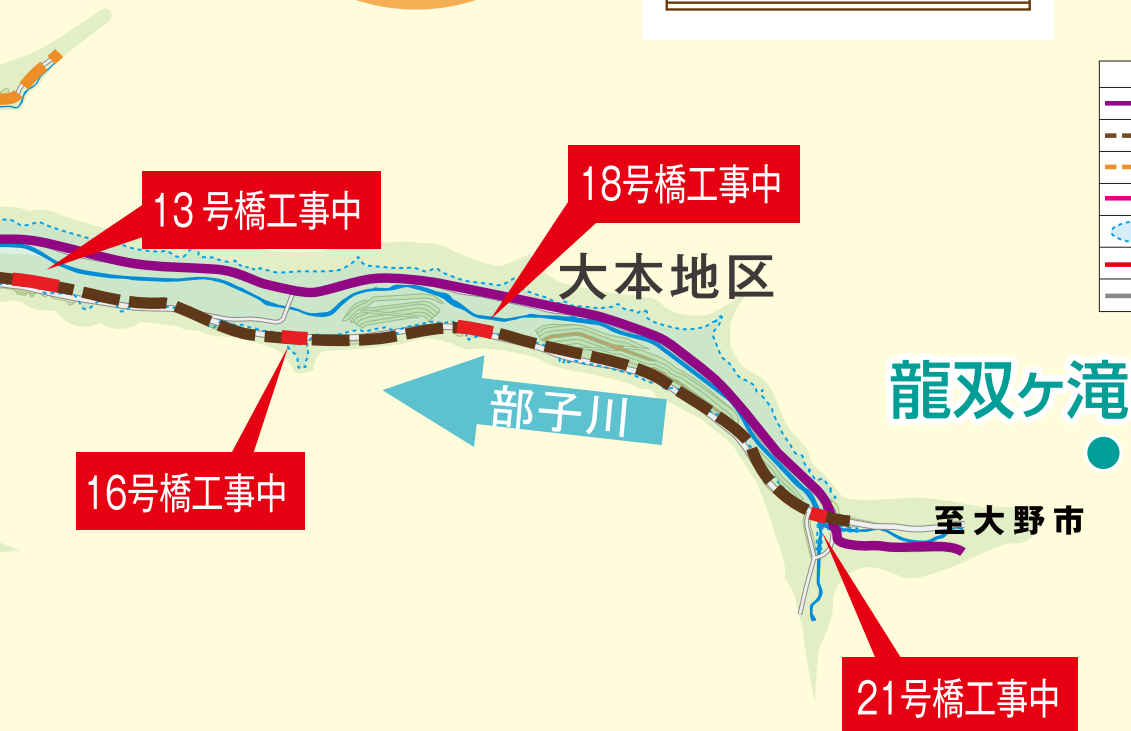 18号橋工事中
13号橋工事中
大本地区
龍双ヶ滝
部子川
16号橋工事中
至大野市
21号橋工事中